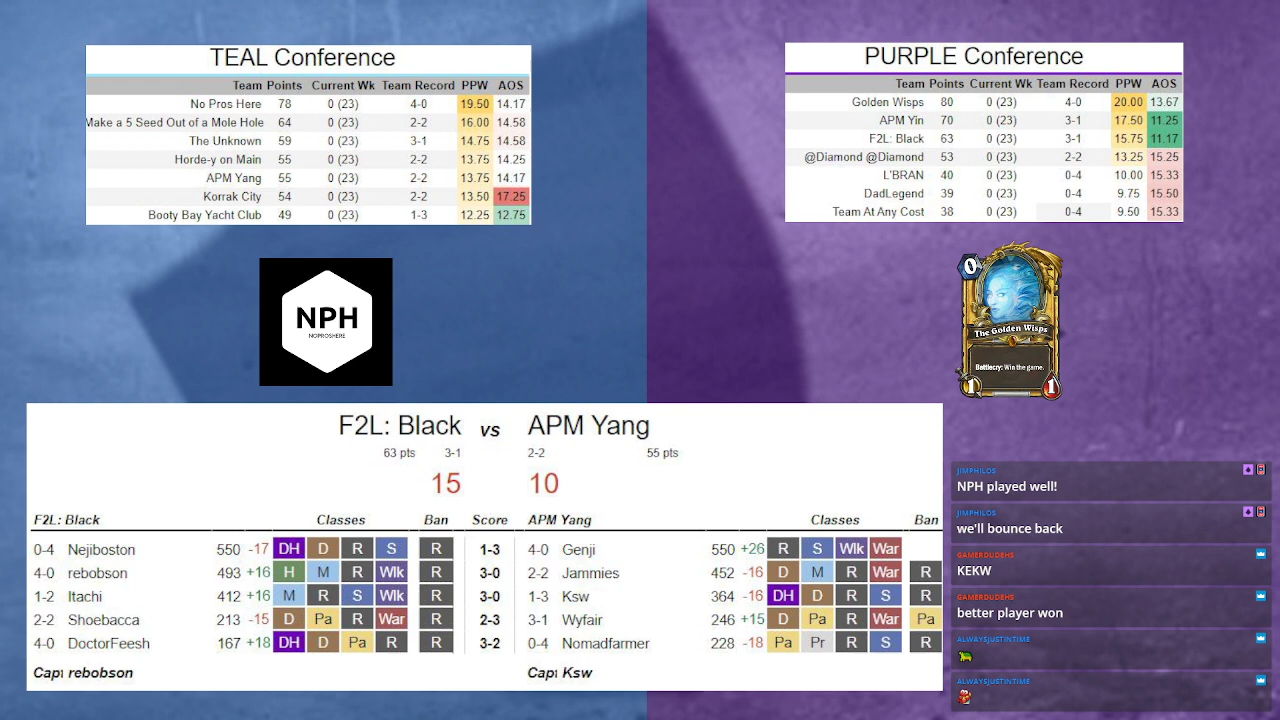 TEAL Conference
Team Points Current Wk Team Record PPW AOS
No Pros Here 78 0 (23) 4-0 19.50 14.17
Make a 5 Seed Out of a Mole Hole 64 0 (23) 2-2 16.00 14.58
The Unknown 59 0 (23) 3-1 14.75 14.58
Horde-y on Main 55 0 (23) 2-2 13.75 14.25
APM Yang 55 0 (23) 2-2 13.75 14.17
Korrak City 54 0 (23) 2-2 13.50 17.25
Booty Bay Yacht Club 49 0 (23) 1-3 12.25 12.75
PURPLE Conference
Team Points Current Wk Team Record PPW AOS
Golden Wisps 80 0 (23) 4-0 20.00 13.67
APM Yin 70 0 (23) 3-1 17.50 11.25
F2L: Black 63 0 (23) 3-1 15.75 11.17
@Diamond @Diamond 53 0 (23) 2-2 13.25 15.25
L'BRAN 40 0 (23) 0-4 10.00 15.33
DadLegend 39 0 (23) 0-4 9.75 15.50
Team At Any Cost 38 0 (23) 0-4 9.50 15.33
NPH
NOPROSHERE
0
The Golden Wisps
Battlecry: Win the game.
1 1
F2L: Black vs APM Yang
63 pts 3-1 2-2 55 pts
15 10
F2L: Black Classes Ban Score APM Yang Classes Ban
0-4 Nejiboston 550 -17 DH D R S R 1-3 4-0 Genji 550 +26 R S Wlk War
4-0 rebobson 493 +16 H M R Wlk R 3-0 2-2 Jammies 452 -16 D M R War R
1-2 Itachi 412 +16 M R S Wlk R 3-0 1-3 Ksw 364 -16 DH D R S R
2-2 Shoebacca 213 -15 D Pa R War R 2-3 3-1 Wyfair 246 +15 D Pa R War Pa
4-0 DoctorFeesh 167 +18 DH D Pa R R 3-2 0-4 Nomadfarmer 228 -18 Pa Pr R S R
Capt rebobson Capt Ksw
JIMPHILOS
NPH played well!
JIMPHILOS
we'll bounce back
GAMERDUDEHS
KEKW
GAMERDUDEHS
better player won
ALWAYSJUSTINTIME
ALWAYSJUSTINTIME